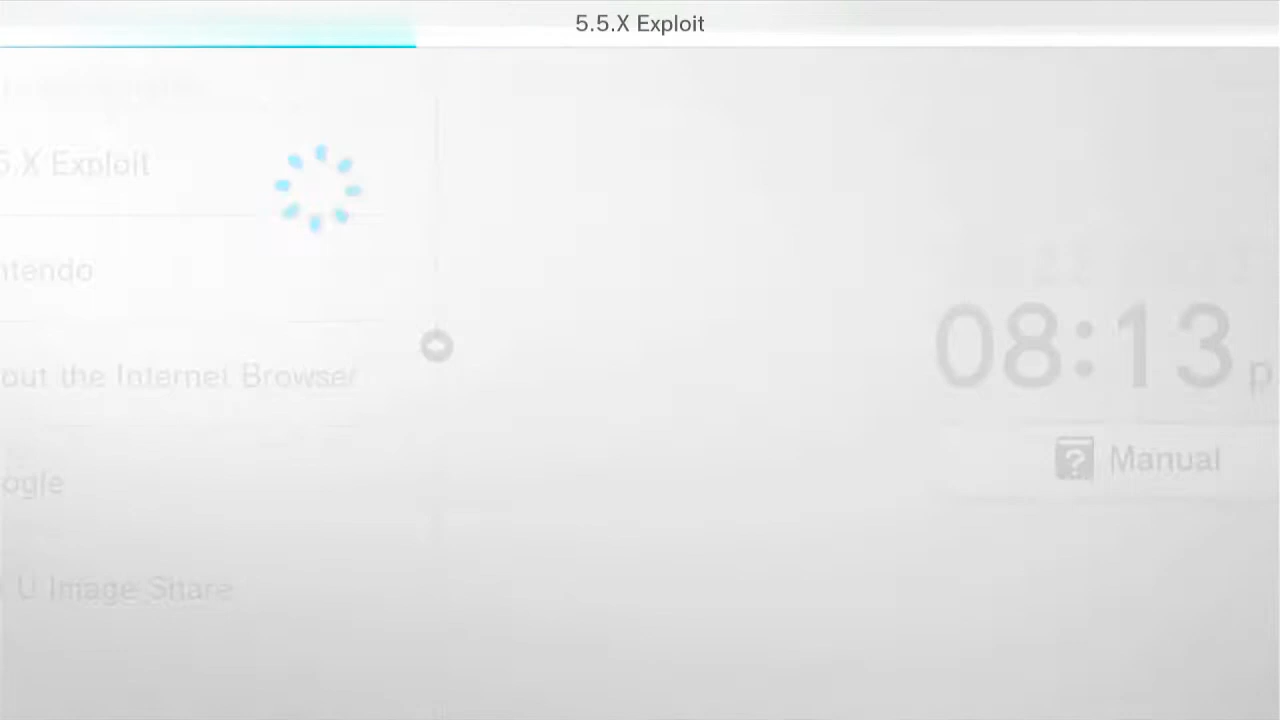 5.5.X Exploit
5.X Exploit
ntendo
08:13 p
out the Internet Browser
Manual
ogle
U Image Share